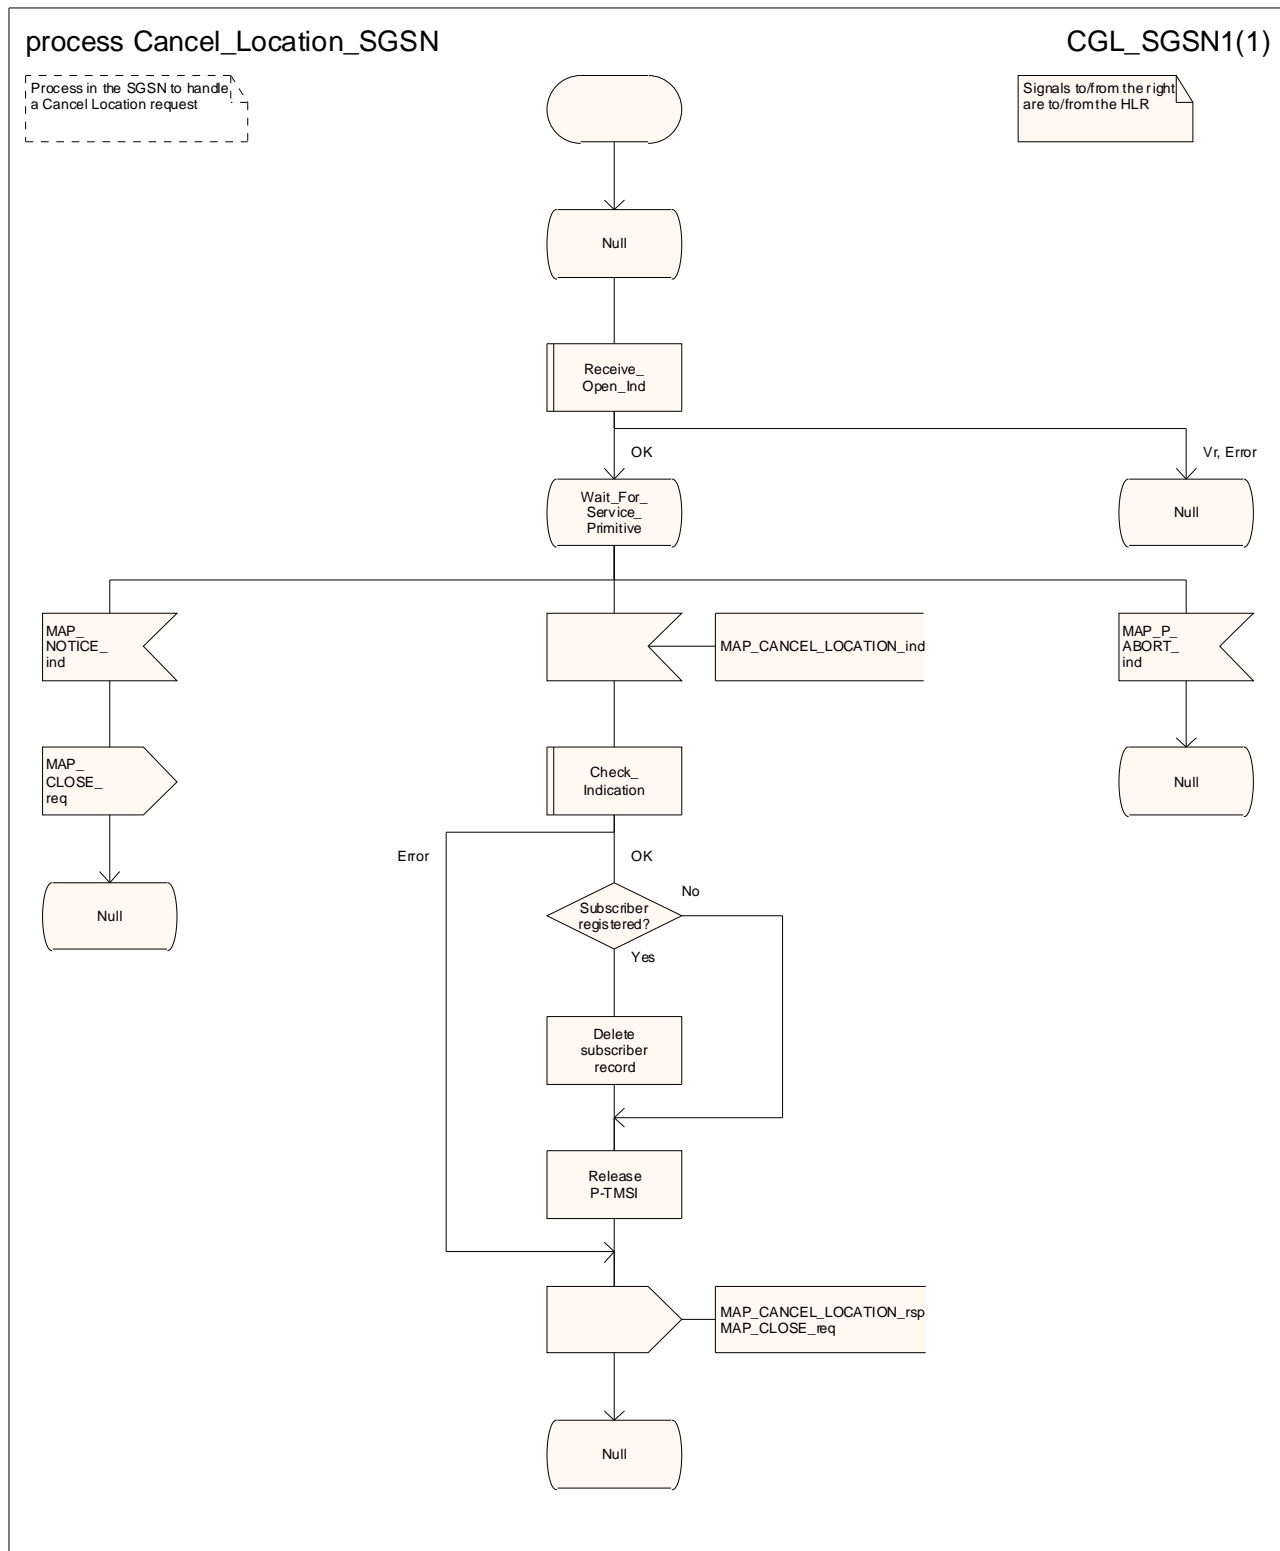 process Cancel_Location_SGSN
CGL_SGSN1(1)
Process in the SGSN to handle
a Cancel Location request
Signals to/from the right
are to/from the HLR
Null
Receive_
Open_Ind
OK
Vr, Error
Wait_For_
Service_
Primitive
Null
MAP_
NOTICE_
ind
MAP_CANCEL_LOCATION_ind
MAP_P_
ABORT_
ind
MAP_
CLOSE_
req
Check_
Indication
Null
Error
OK
No
Null
Subscriber
registered?
Yes
Delete
subscriber
record
Release
P-TMSI
MAP_CANCEL_LOCATION_rsp
MAP_CLOSE_req
Null